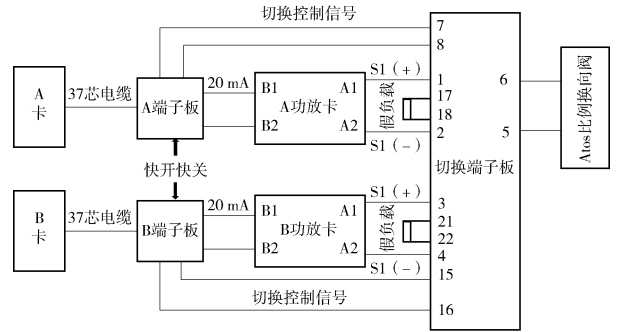 切换控制信号
7
8
A
卡
37芯电缆
A端子板
20 mA
B1
B2
A功放卡
A1
A2
S1（+）
假负载
S1（-）
1
17
18
2
6
5
切换端子板
Atos比例换向阀
快开快关
B
卡
37芯电缆
B端子板
20 mA
B1
B2
B功放卡
A1
A2
S1（+）
假负载
S1（-）
3
21
22
4
15
16
切换控制信号